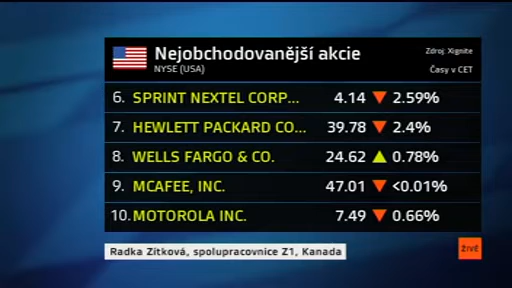 Nejobchodovanější akcie
NYSE (USA)
Zdroj: Xignite
Časy v CET
6. SPRINT NEXTEL CORP... 4.14 ▼ 2.59%
7. HEWLETT PACKARD CO... 39.78 ▼ 2.4%
8. WELLS FARGO & CO. 24.62 ▲ 0.78%
9. MCAFEE, INC. 47.01 ▼ <0.01%
10. MOTOROLA INC. 7.49 ▼ 0.66%
Radka Zítková, spolupracovnice Z1, Kanada
ŽIVĚ